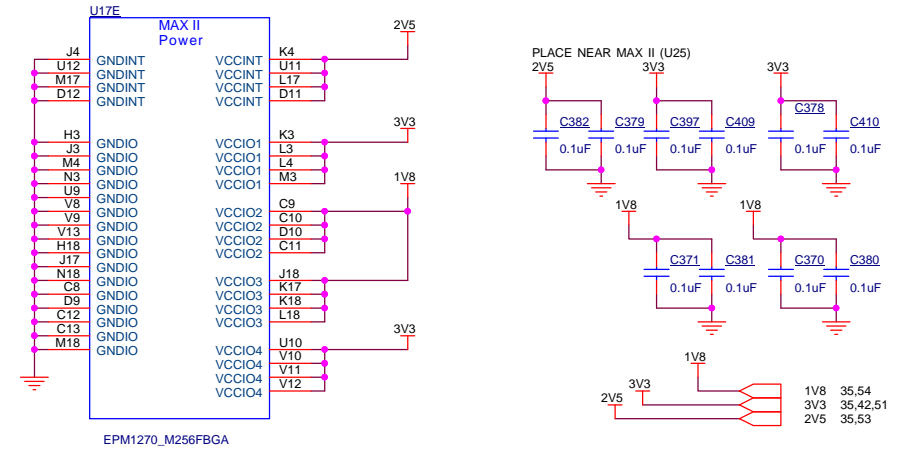 U17E
MAX II
Power
2V5
J4 GNDINT VCCINT K4
U12 GNDINT VCCINT U11
M17 GNDINT VCCINT L17
D12 GNDINT VCCINT D11
3V3
H3 GNDIO VCCIO1 K3
J3 GNDIO VCCIO1 L3
M4 GNDIO VCCIO1 L4
N3 GNDIO VCCIO1 M3
U9 GNDIO
1V8
V8 GNDIO VCCIO2 C9
V9 GNDIO VCCIO2 C10
V13 GNDIO VCCIO2 D10
H18 GNDIO VCCIO2 C11
J17 GNDIO
N18 GNDIO VCCIO3 J18
C8 GNDIO VCCIO3 K17
D9 GNDIO VCCIO3 K18
C12 GNDIO VCCIO3 L18
C13 GNDIO
3V3
M18 GNDIO VCCIO4 U10
VCCIO4 V10
VCCIO4 V11
VCCIO4 V12
EPM1270_M256FBGA
PLACE NEAR MAX II (U25)
2V5 3V3 3V3
C382 C379 C397 C409 C378 C410
0.1uF 0.1uF 0.1uF 0.1uF 0.1uF 0.1uF
1V8 1V8
C371 C381 C370 C380
0.1uF 0.1uF 0.1uF 0.1uF
1V8
3V3
2V5
1V8 35,54
3V3 35,42,51
2V5 35,53